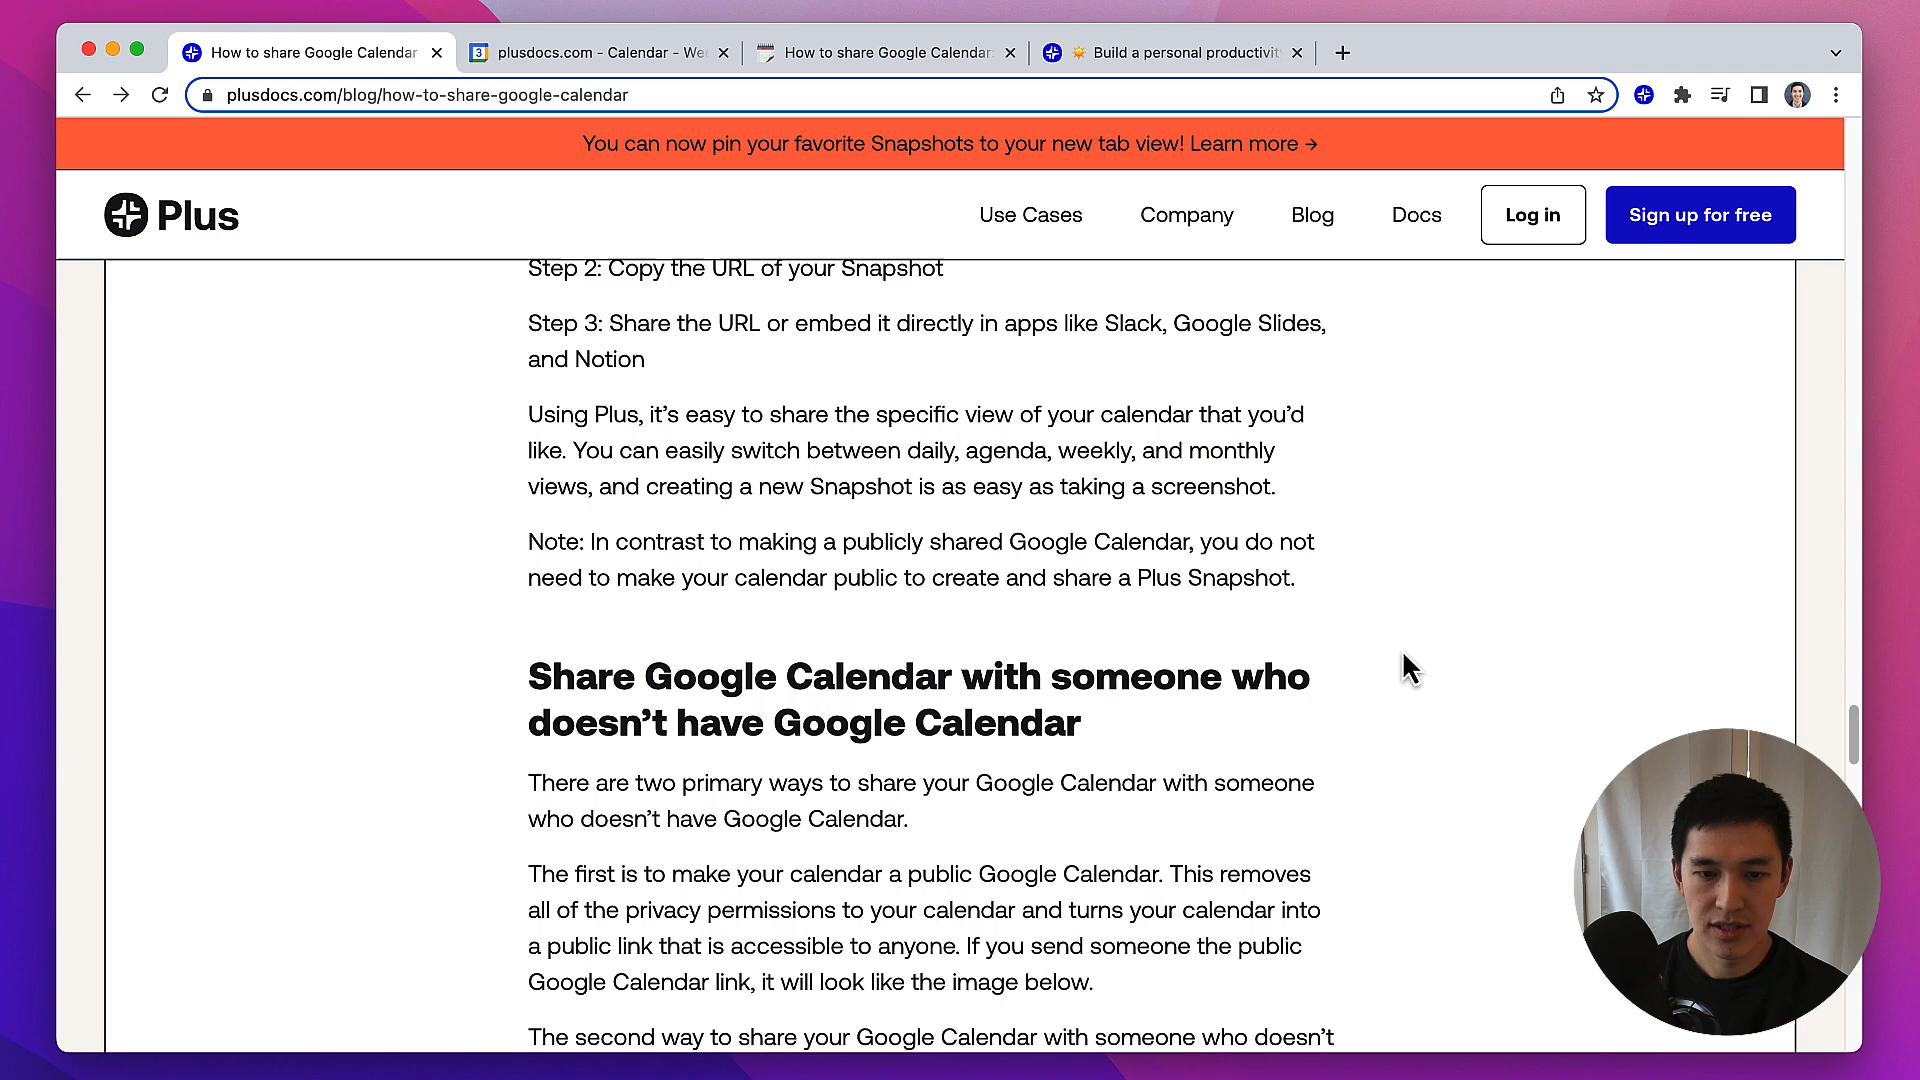 How to share Google Calendar
plusdocs.com - Calendar - We
How to share Google Calendar
Build a personal productivit
plusdocs.com/blog/how-to-share-google-calendar
You can now pin your favorite Snapshots to your new tab view! Learn more →
Plus
Use Cases
Company
Blog
Docs
Log in
Sign up for free
Step 2: Copy the URL of your Snapshot
Step 3: Share the URL or embed it directly in apps like Slack, Google Slides,
and Notion
Using Plus, it’s easy to share the specific view of your calendar that you’d
like. You can easily switch between daily, agenda, weekly, and monthly
views, and creating a new Snapshot is as easy as taking a screenshot.
Note: In contrast to making a publicly shared Google Calendar, you do not
need to make your calendar public to create and share a Plus Snapshot.
Share Google Calendar with someone who
doesn’t have Google Calendar
There are two primary ways to share your Google Calendar with someone
who doesn’t have Google Calendar.
The first is to make your calendar a public Google Calendar. This removes
all of the privacy permissions to your calendar and turns your calendar into
a public link that is accessible to anyone. If you send someone the public
Google Calendar link, it will look like the image below.
The second way to share your Google Calendar with someone who doesn’t